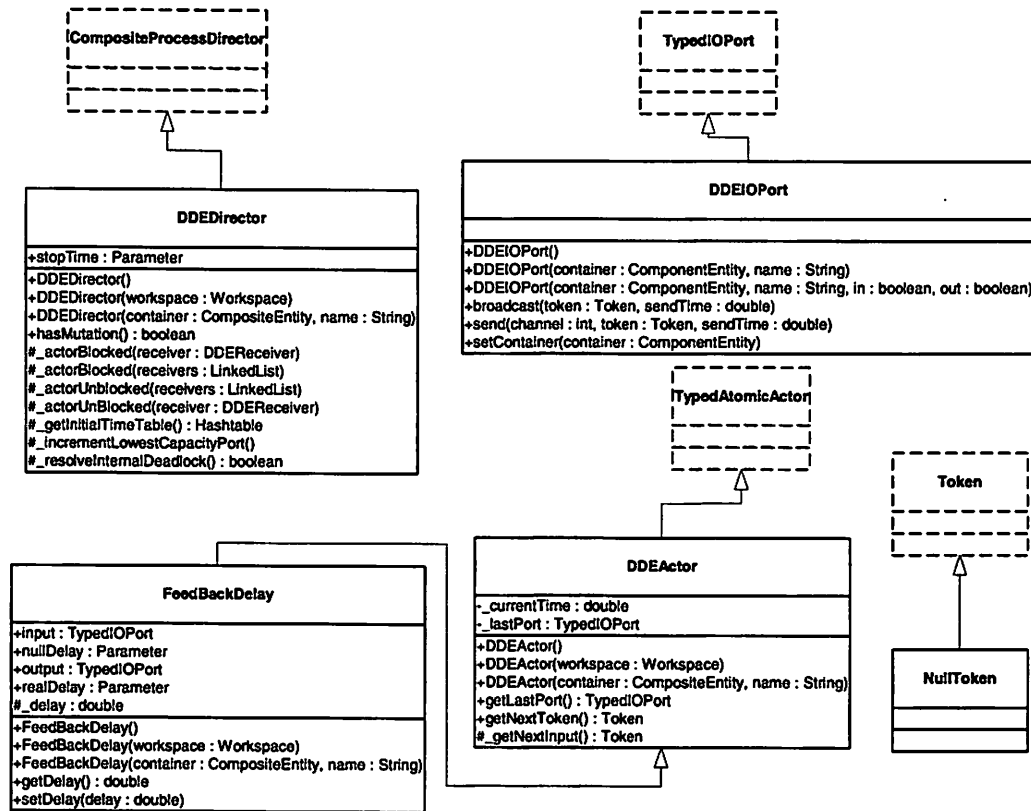 CompositeProcessDirector
TypedIOPort
DDEDirector
+stopTime : Parameter
+DDEDirector()
+DDEDirector(workspace : Workspace)
+DDEDirector(container : CompositeEntity, name : String)
+hasMutation() : boolean
#_actorBlocked(receiver : DDEReceiver)
#_actorBlocked(receivers : LinkedList)
#_actorUnblocked(receivers : LinkedList)
#_actorUnBlocked(receiver : DDEReceiver)
#_getInitialTimeTable() : Hashtable
#_incrementLowestCapacityPort()
#_resolveInternalDeadlock() : boolean
DDEIOPort
+DDEIOPort()
+DDEIOPort(container : ComponentEntity, name : String)
+DDEIOPort(container : ComponentEntity, name : String, in : boolean, out : boolean)
+broadcast(token : Token, sendTime : double)
+send(channel : int, token : Token, sendTime : double)
+setContainer(container : ComponentEntity)
TypedAtomicActor
Token
FeedBackDelay
+input : TypedIOPort
+nullDelay : Parameter
+output : TypedIOPort
+realDelay : Parameter
#_delay : double
+FeedBackDelay()
+FeedBackDelay(workspace : Workspace)
+FeedBackDelay(container : CompositeEntity, name : String)
+getDelay() : double
+setDelay(delay : double)
DDEActor
-_currentTime : double
-_lastPort : TypedIOPort
+DDEActor()
+DDEActor(workspace : Workspace)
+DDEActor(container : CompositeEntity, name : String)
+getLastPort() : TypedIOPort
+getNextToken() : Token
#_getNextInput() : Token
NullToken